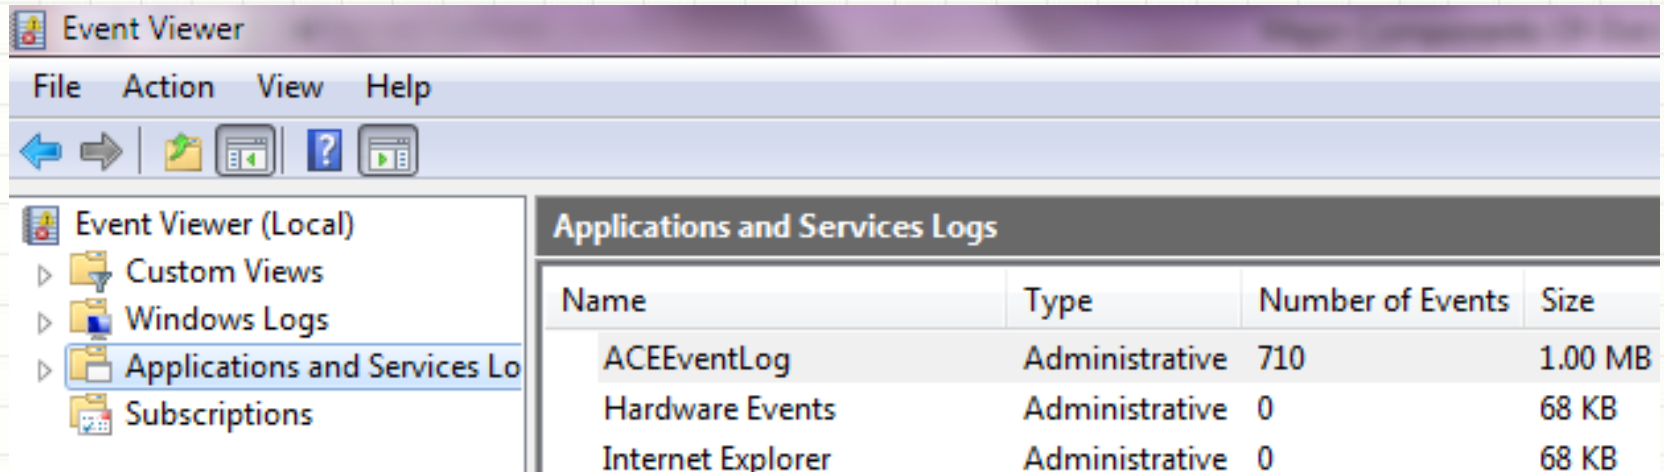 Event Viewer
File Action View Help
Event Viewer (Local)
Custom Views
Windows Logs
Applications and Services Lo
Subscriptions
Applications and Services Logs
Name Type Number of Events Size
ACEEventLog Administrative 710 1.00 MB
Hardware Events Administrative 0 68 KB
Internet Explorer Administrative 0 68 KB